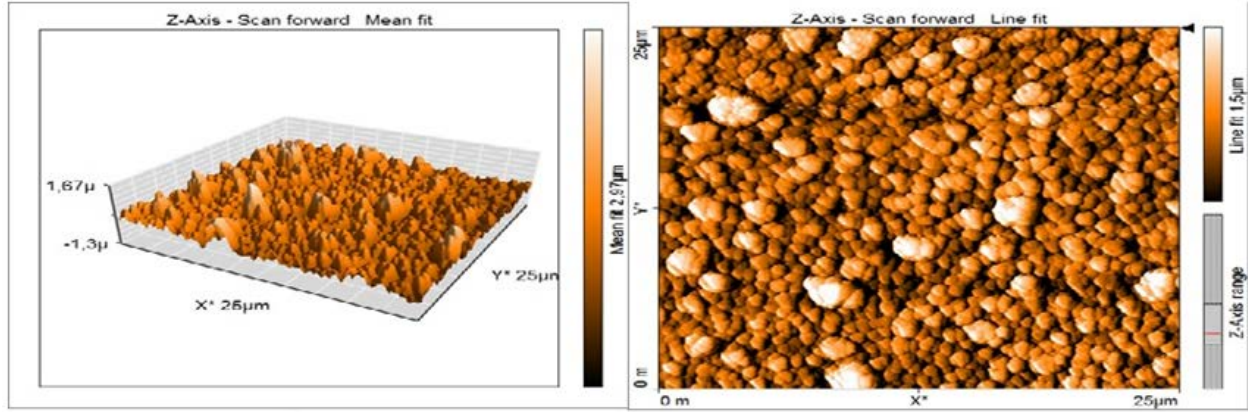 Z-Axis - Scan forward Mean fit
1,67µ
-1,3µ
X* 25µm
Y* 25µm
Mean fit 2,97µm
Z-Axis - Scan forward Line fit
25µm
Y*
0 m
0 m
X*
25µm
Line fit 1,5µm
Z-Axis range